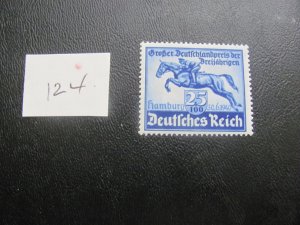 124.
Großer Deutschlandpreis der
Dreijährigen
25
100
Hamburg
Deutsches Reich